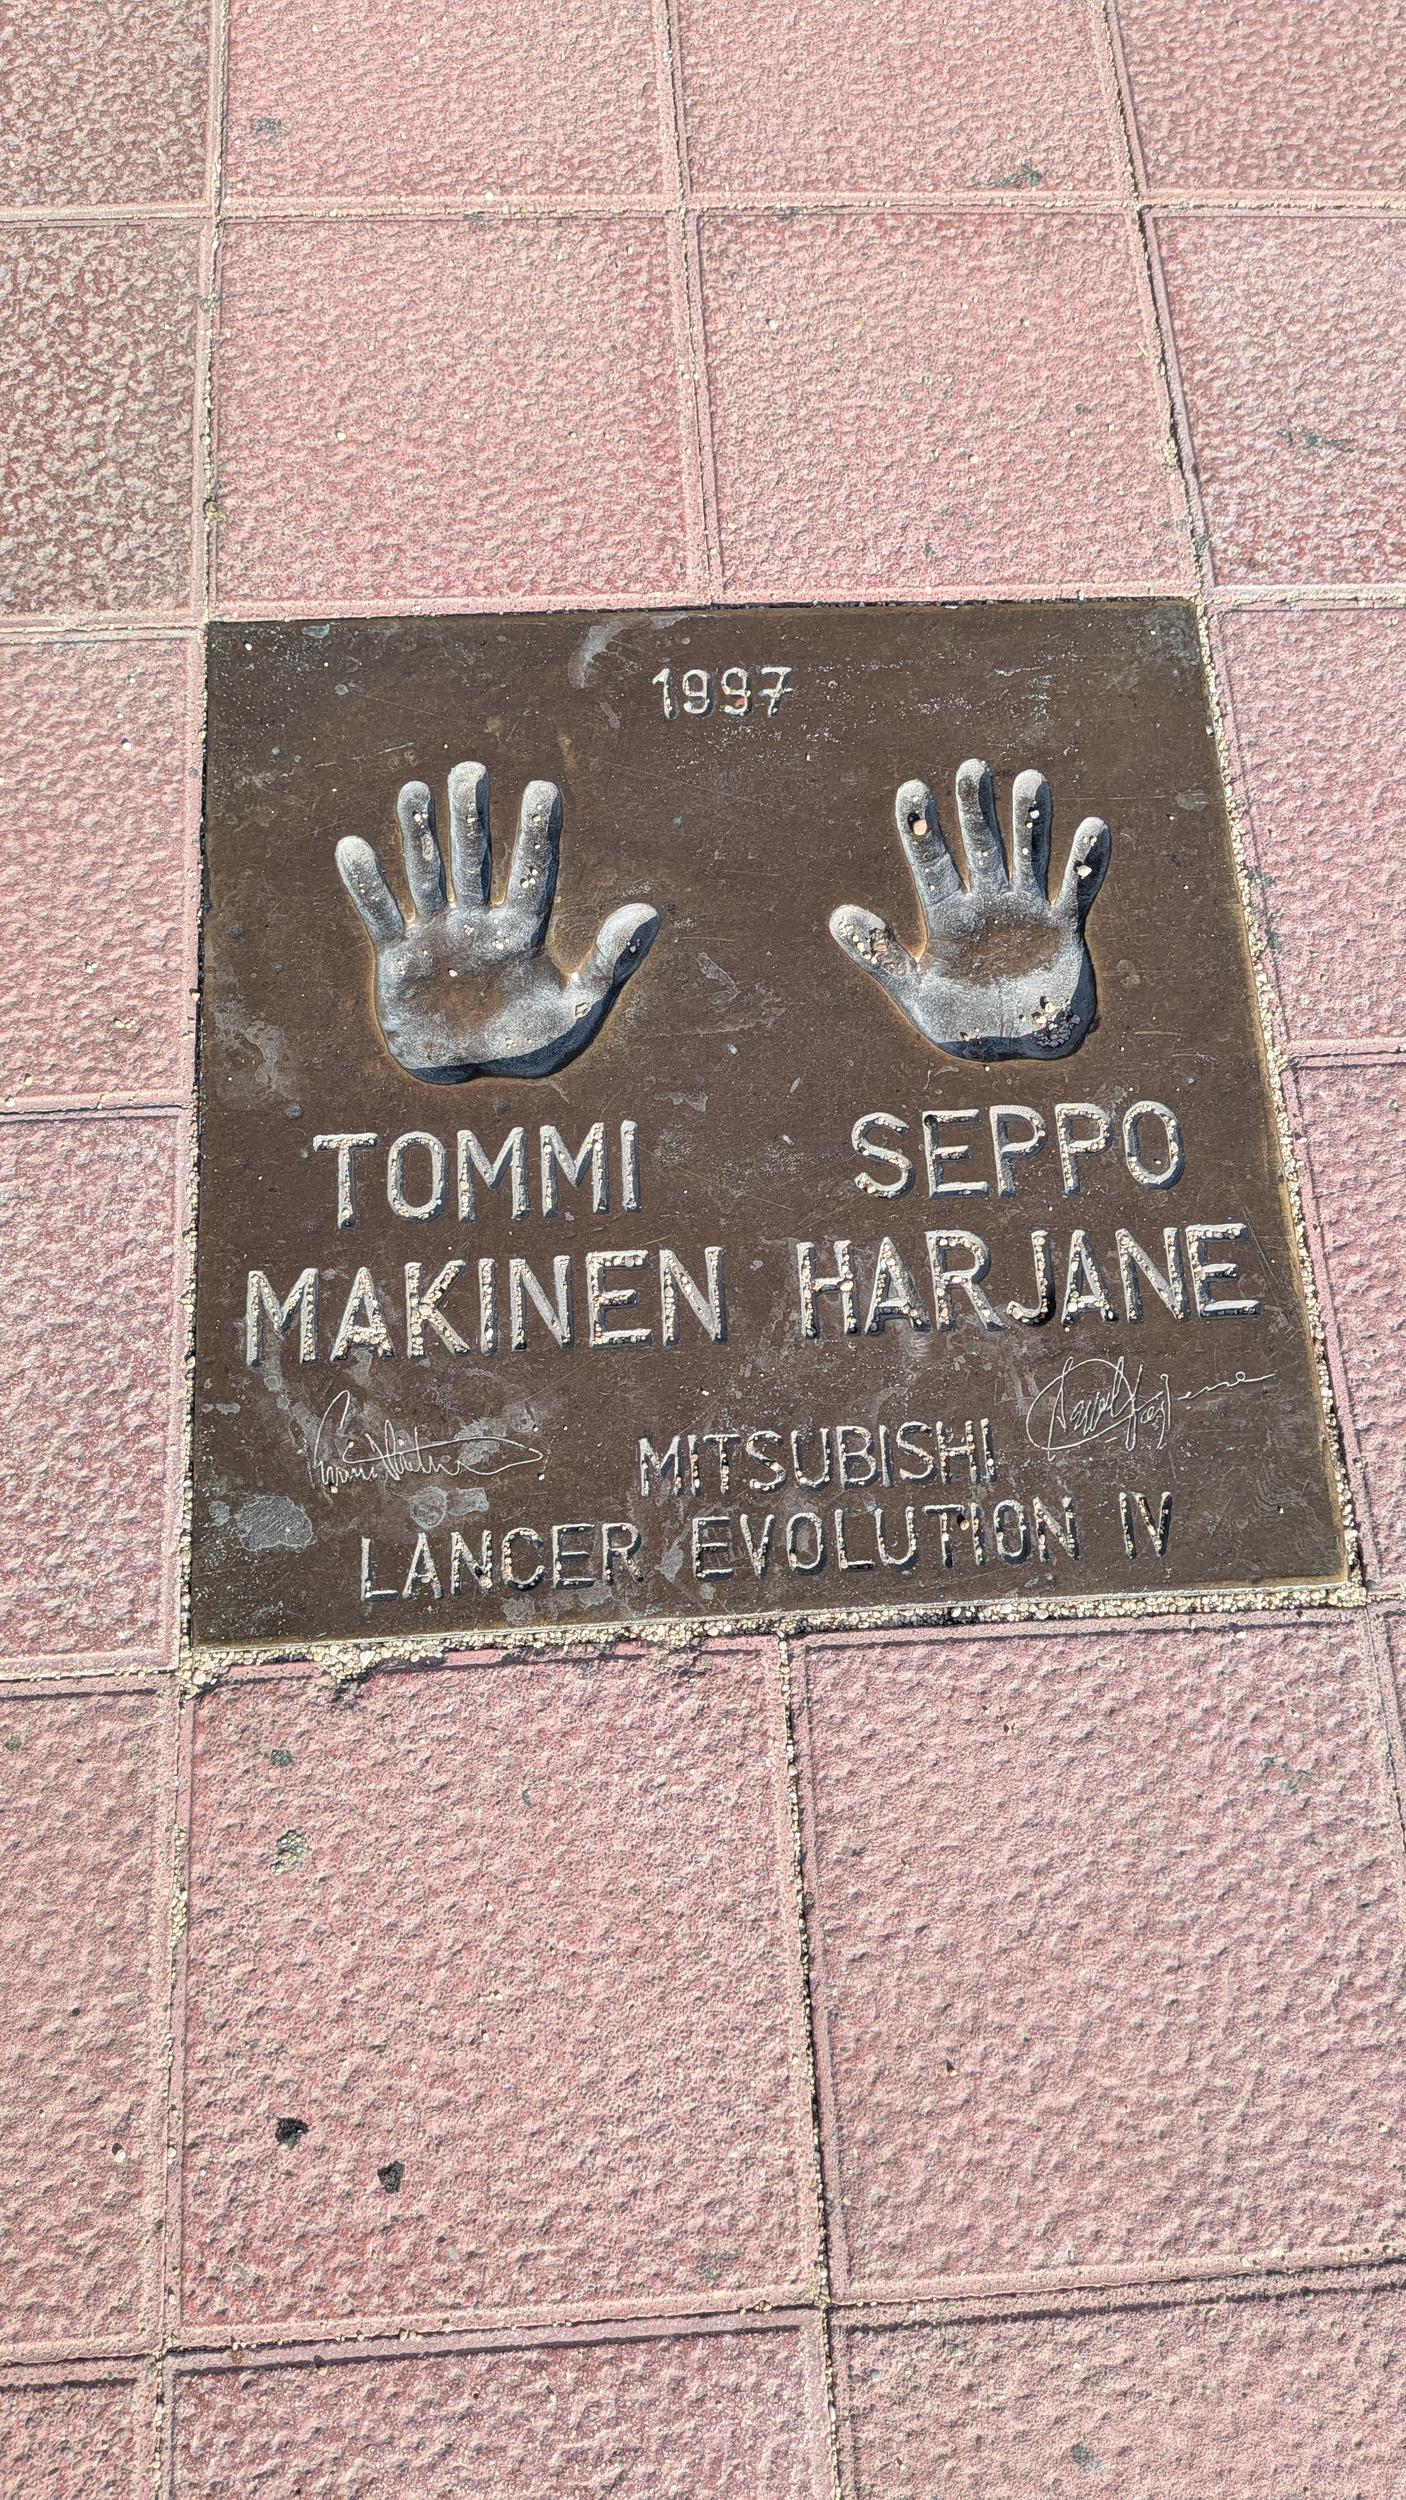 1997
TOMMI SEPPO
MAKINEN HARJANE
MITSUBISHI
LANCER EVOLUTION IV